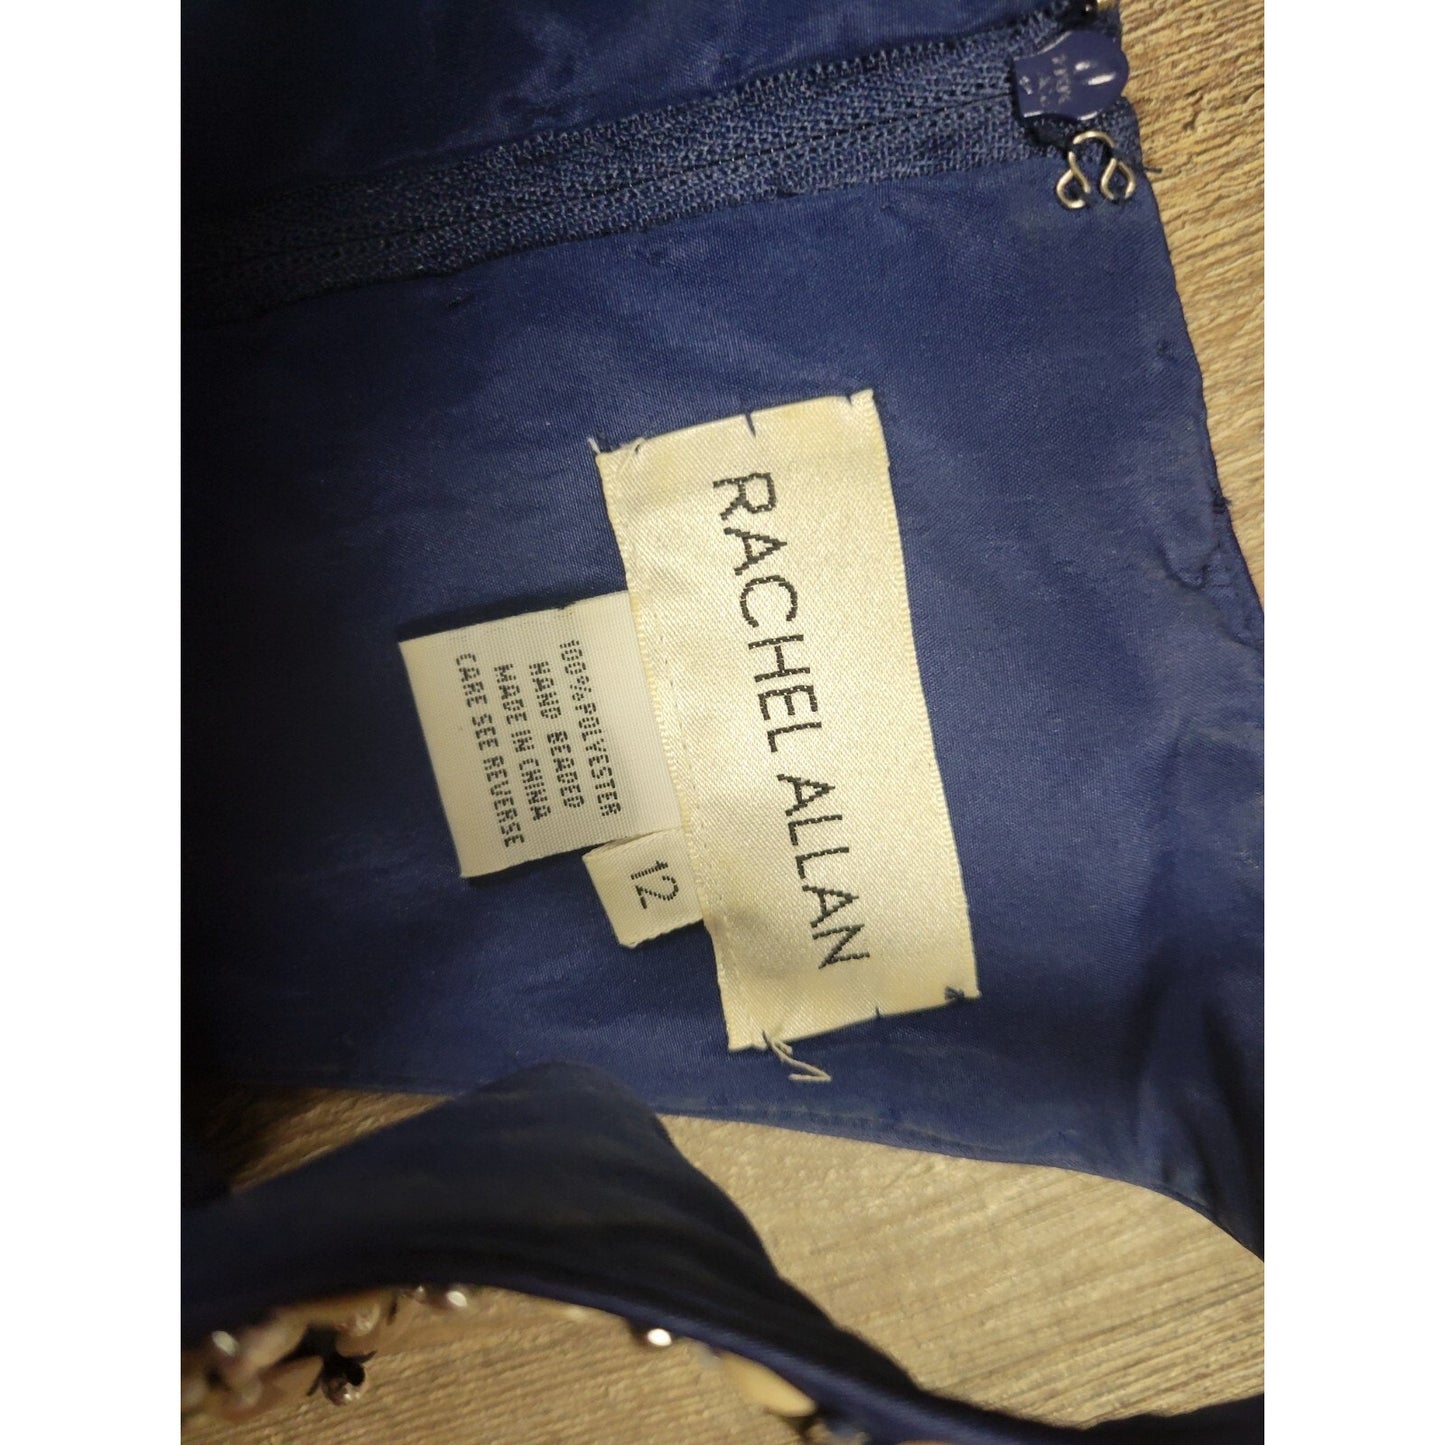 RACHEL ALLAN
12
100% POLYESTER
HAND BEADED
MADE IN CHINA
CARE SEE REVERSE